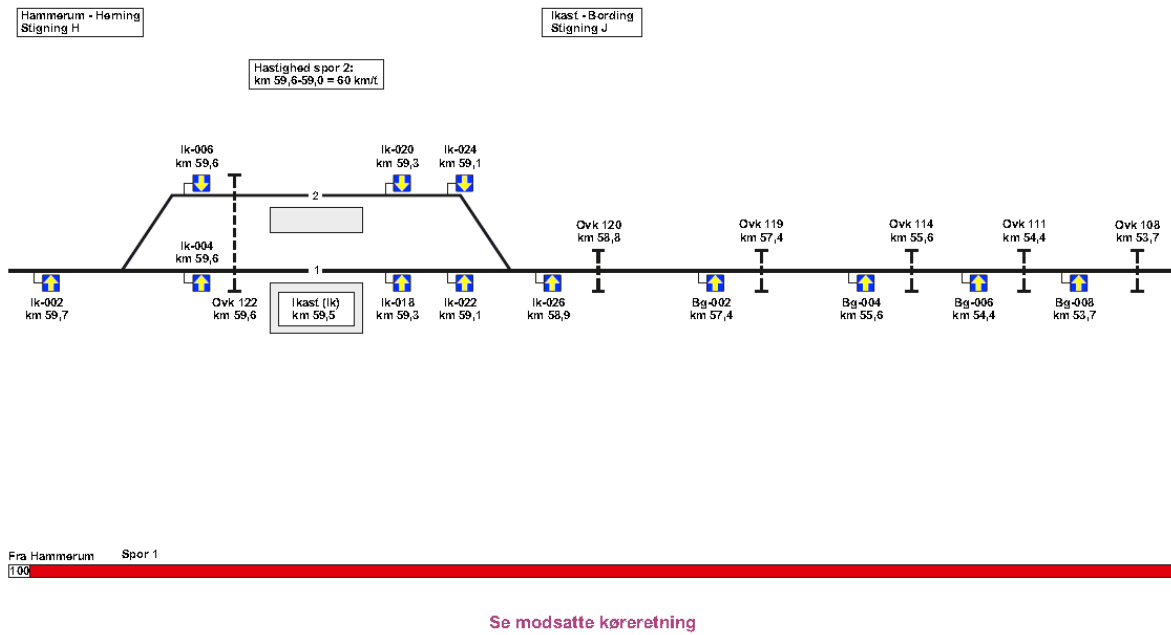 Hammerum - Herning
Stigning H
Ikast - Bording
Stigning J
Hastighed spor 2:
km 59,6-59,0 = 60 km/t
Ik-006
km 59,6
Ik-020
km 59,3
Ik-024
km 59,1
2
Ik-004
km 59,6
Ovk 120
km 58,8
Ovk 119
km 57,4
Ovk 114
km 55,6
Ovk 111
km 54,4
Ovk 108
km 53,7
1
Ik-002
km 59,7
Ovk 122
km 59,6
Ikast (Ik)
km 59,5
Ik-018
km 59,3
Ik-022
km 59,1
Ik-026
km 58,9
Bg-002
km 57,4
Bg-004
km 55,6
Bg-006
km 54,4
Bg-008
km 53,7
Fra Hammerum Spor 1
100
Se modsatte køreretning